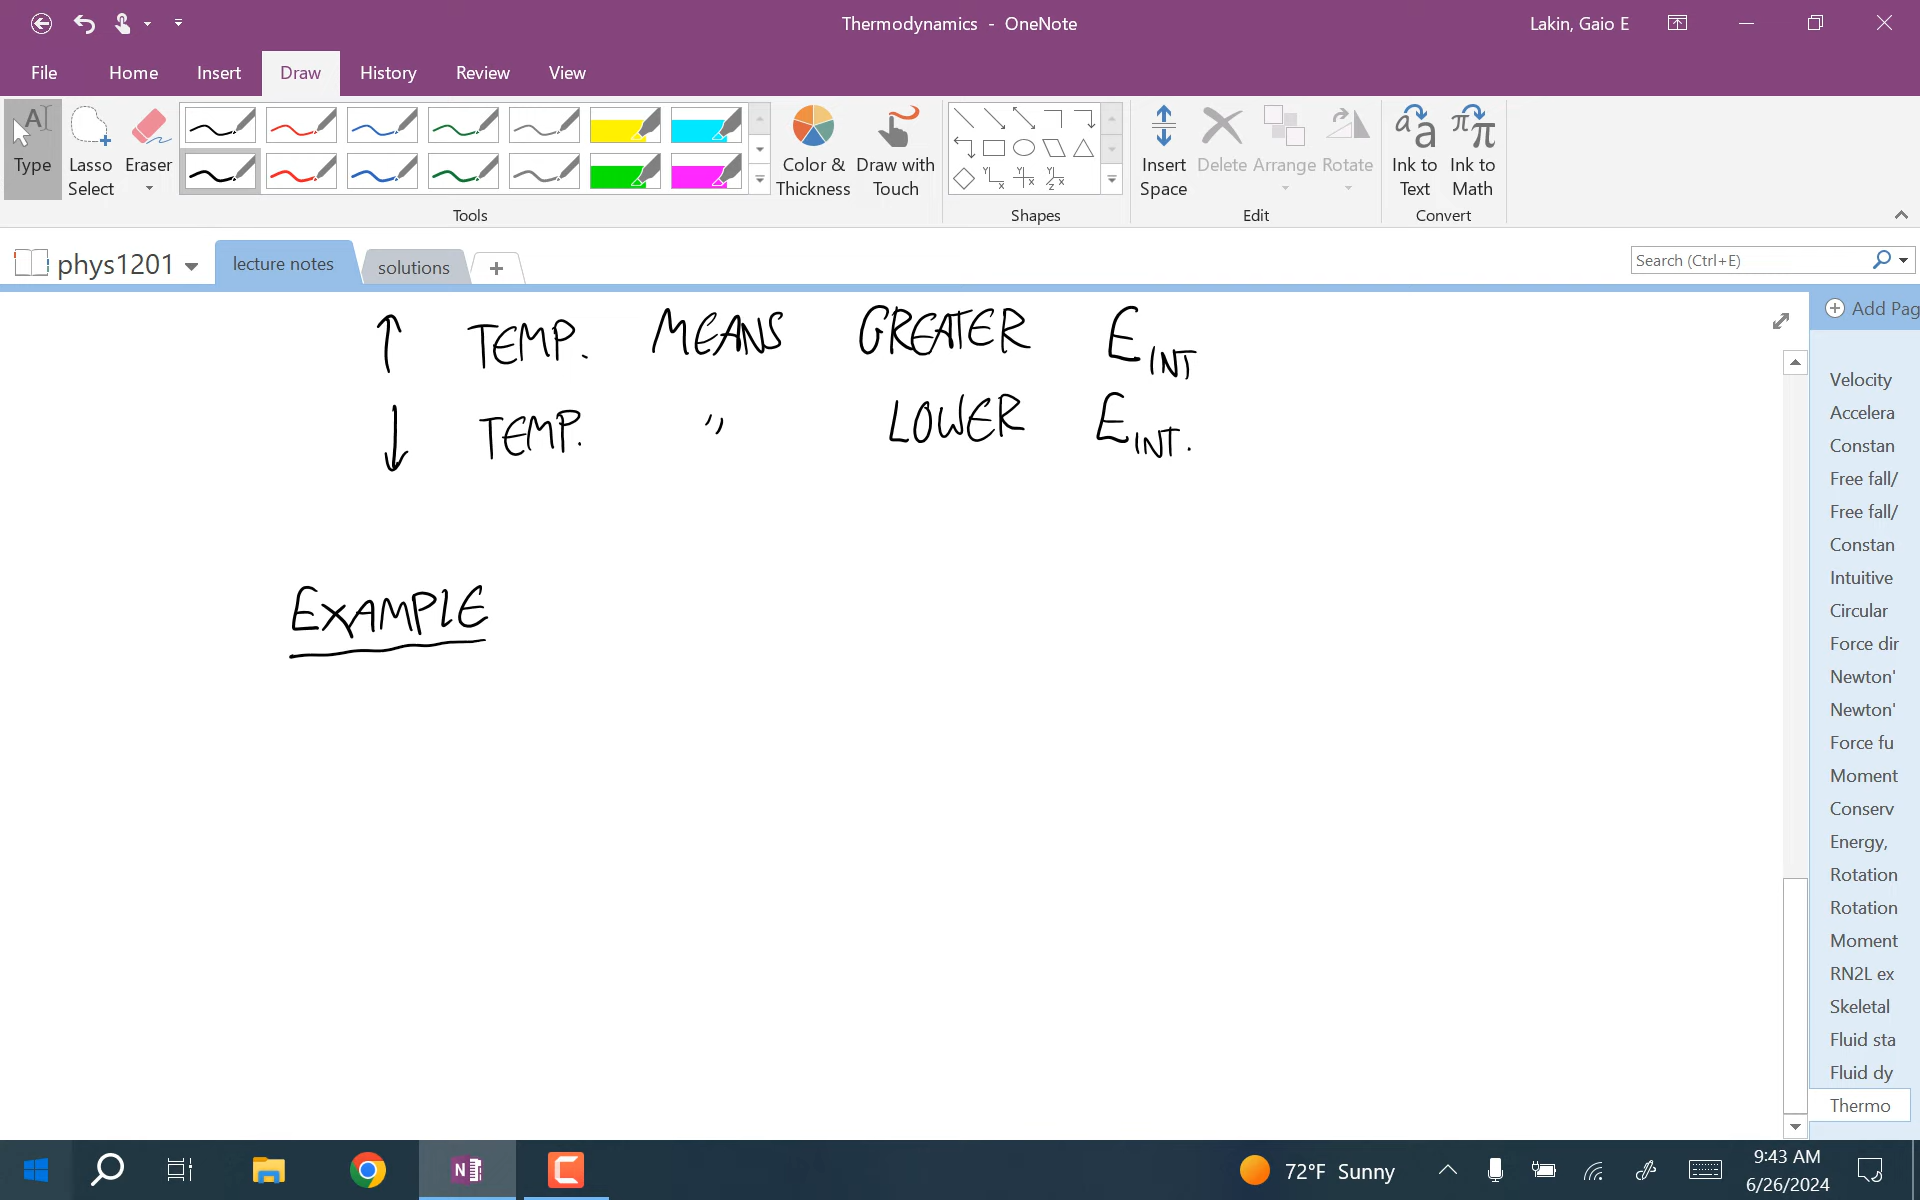 Thermodynamics - OneNote
Lakin, Gaio E
File Home Insert Draw History Review View
Type
Lasso Select
Eraser
Color & Thickness
Draw with Touch
Insert Space
Delete
Arrange
Rotate
Ink to Text
Ink to Math
Tools
Shapes
Edit
Convert
phys1201
lecture notes
solutions
Search (Ctrl+E)
Add Pag
↑ TEMP. MEANS GREATER E INT
↓ TEMP. " LOWER E INT.
EXAMPLE
Velocity
Accelera
Constan
Free fall/
Free fall/
Constan
Intuitive
Circular
Force dir
Newton'
Newton'
Force fu
Moment
Conserv
Energy,
Rotation
Rotation
Moment
RN2L ex
Skeletal
Fluid sta
Fluid dy
Thermo
72°F Sunny
9:43 AM
6/26/2024